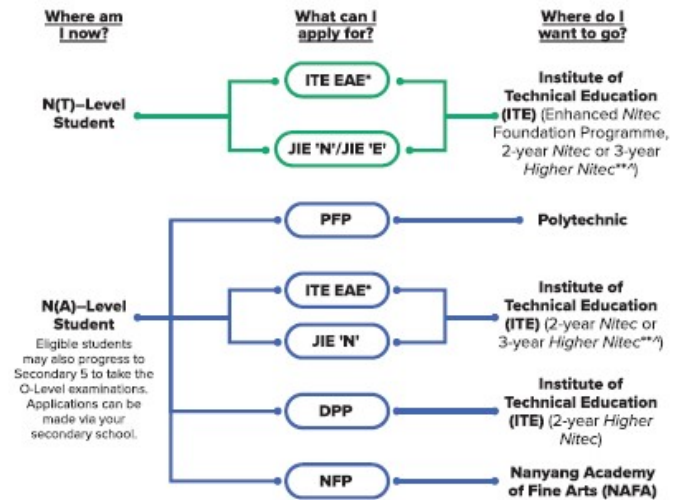 Where am
I now?
What can I
apply for?
Where do I
want to go?
N(T)–Level
Student
ITE EAE*
JIE 'N'/JIE 'E'
Institute of
Technical Education
(ITE) (Enhanced Nitec
Foundation Programme,
2-year Nitec or 3-year
Higher Nitec**^)
N(A)–Level
Student
Eligible students
may also progress to
Secondary 5 to take the
O-Level examinations.
Applications can be
made via your
secondary school.
PFP
Polytechnic
ITE EAE*
JIE 'N'
Institute of
Technical Education
(ITE) (2-year Nitec or
3-year Higher Nitec**^)
DPP
Institute of
Technical Education
(ITE) (2-year Higher
Nitec)
NFP
Nanyang Academy
of Fine Arts (NAFA)